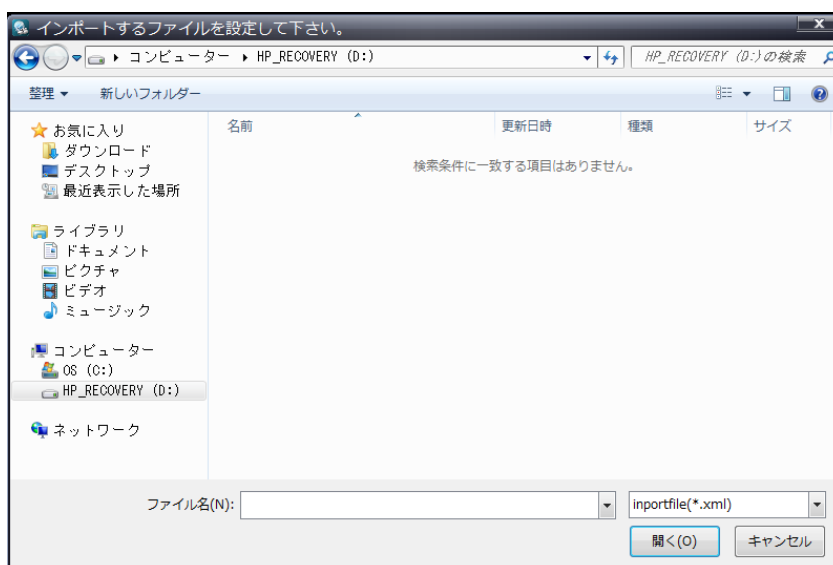 インポートするファイルを設定して下さい。
コンピューター HP_RECOVERY (D:)
HP_RECOVERY (D:)の検索
整理 新しいフォルダー
名前 更新日時 種類 サイズ
検索条件に一致する項目はありません。
お気に入り
ダウンロード
デスクトップ
最近表示した場所
ライブラリ
ドキュメント
ピクチャ
ビデオ
ミュージック
コンピューター
OS (C:)
HP_RECOVERY (D:)
ネットワーク
ファイル名(N):
inportfile(*.xml)
開く(O) キャンセル